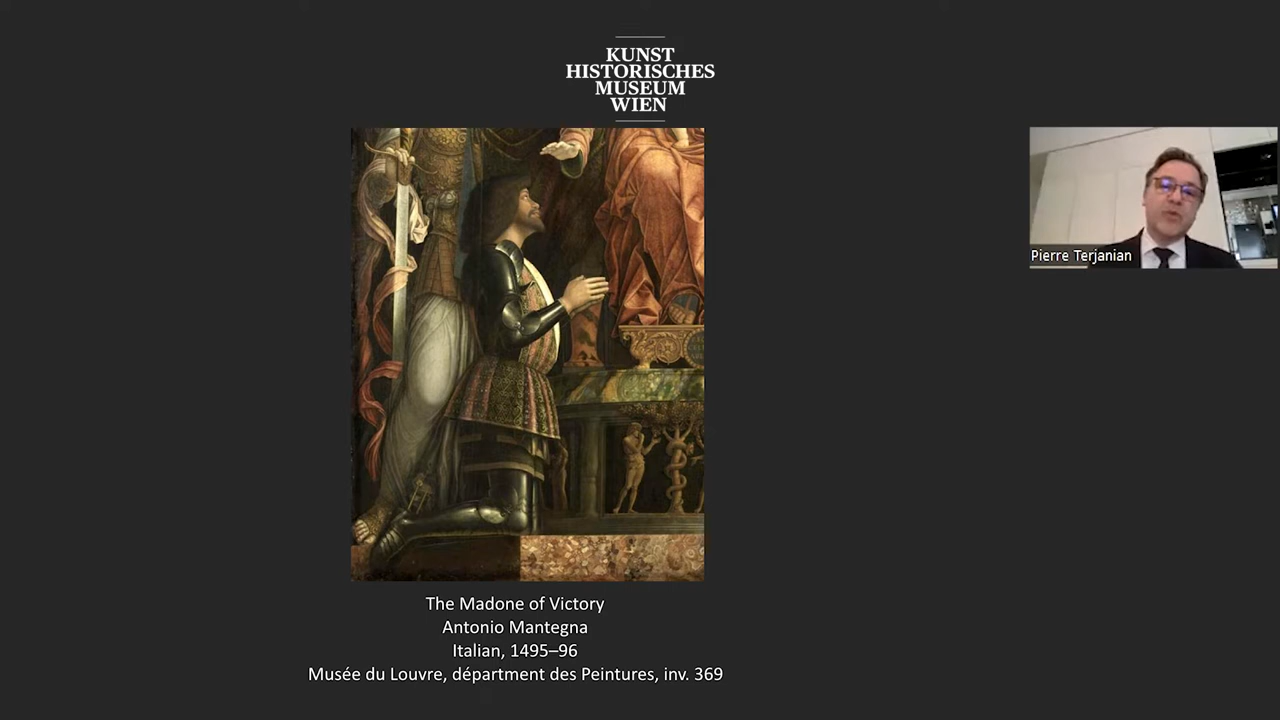 KUNST
HISTORISCHES
MUSEUM
WIEN
Pierre Terjanian
The Madone of Victory
Antonio Mantegna
Italian, 1495–96
Musée du Louvre, départment des Peintures, inv. 369